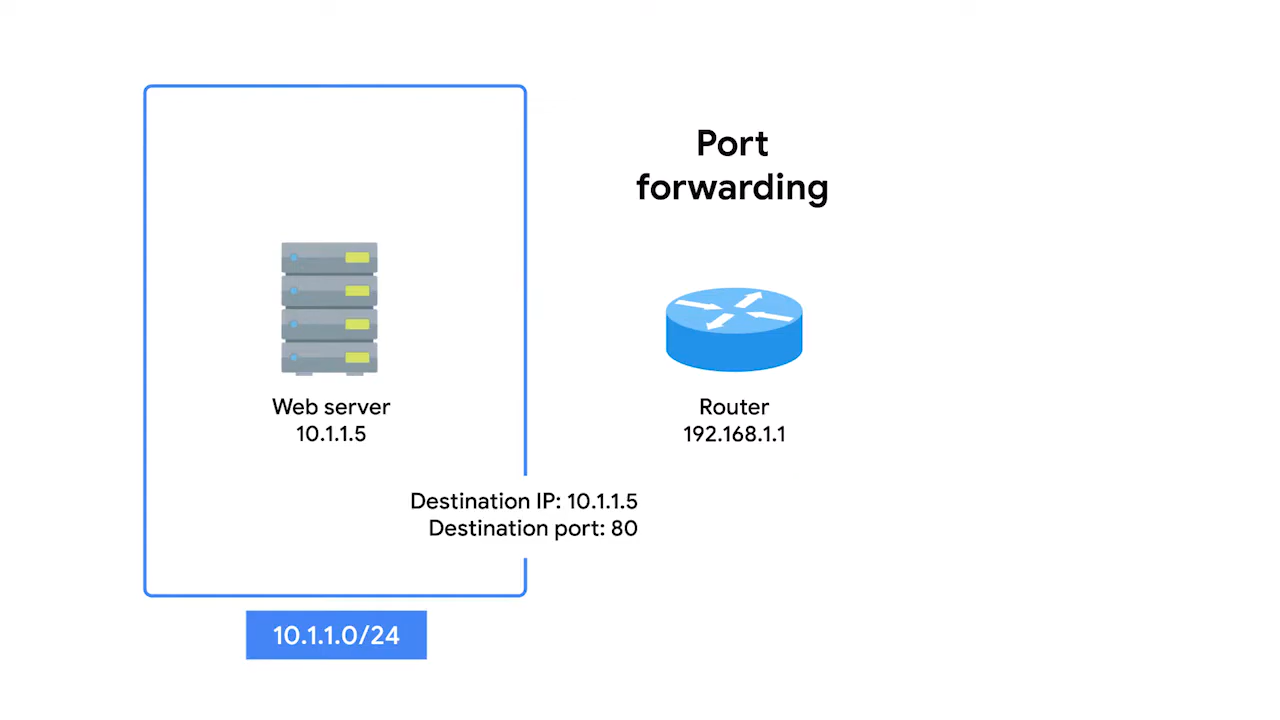 Port
forwarding
Web server
10.1.1.5
Router
192.168.1.1
Destination IP: 10.1.1.5
Destination port: 80
10.1.1.0/24